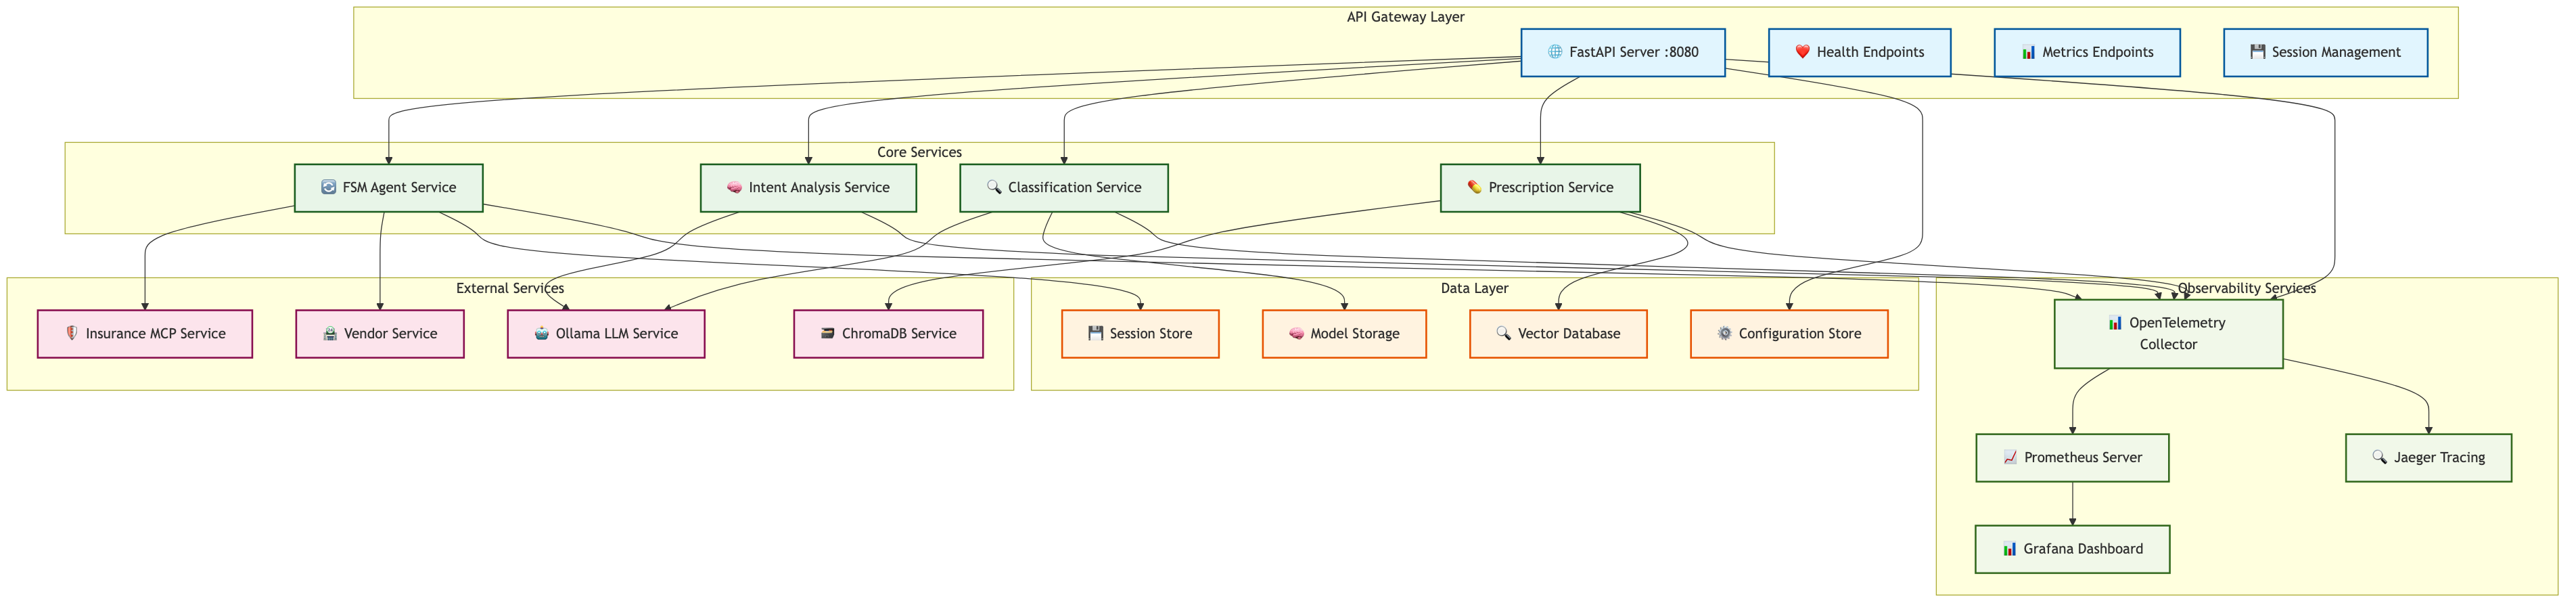 API Gateway Layer
🌐 FastAPI Server :8080
❤️ Health Endpoints
📊 Metrics Endpoints
💾 Session Management
Core Services
🔄 FSM Agent Service
🧠 Intent Analysis Service
🔍 Classification Service
💊 Prescription Service
External Services
🛡️ Insurance MCP Service
🏪 Vendor Service
🤖 Ollama LLM Service
🗃️ ChromaDB Service
Data Layer
💾 Session Store
🧠 Model Storage
🔍 Vector Database
⚙️ Configuration Store
Observability Services
📊 OpenTelemetry
Collector
📈 Prometheus Server
🔍 Jaeger Tracing
📊 Grafana Dashboard